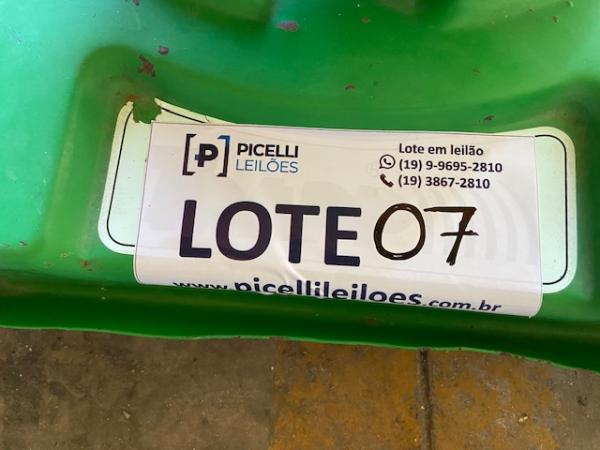 [P] PICELLI
LEILÕES
Lote em leilão
(19) 9-9695-2810
(19) 3867-2810
LOTE 07
www.picellileiloes.com.br